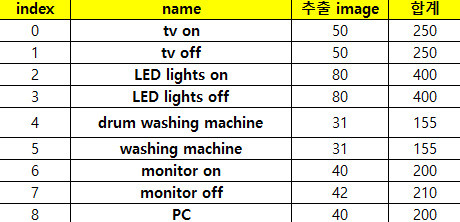 index name 추출 image 합계
0 tv on 50 250
1 tv off 50 250
2 LED lights on 80 400
3 LED lights off 80 400
4 drum washing machine 31 155
5 washing machine 31 155
6 monitor on 40 200
7 monitor off 42 210
8 PC 40 200